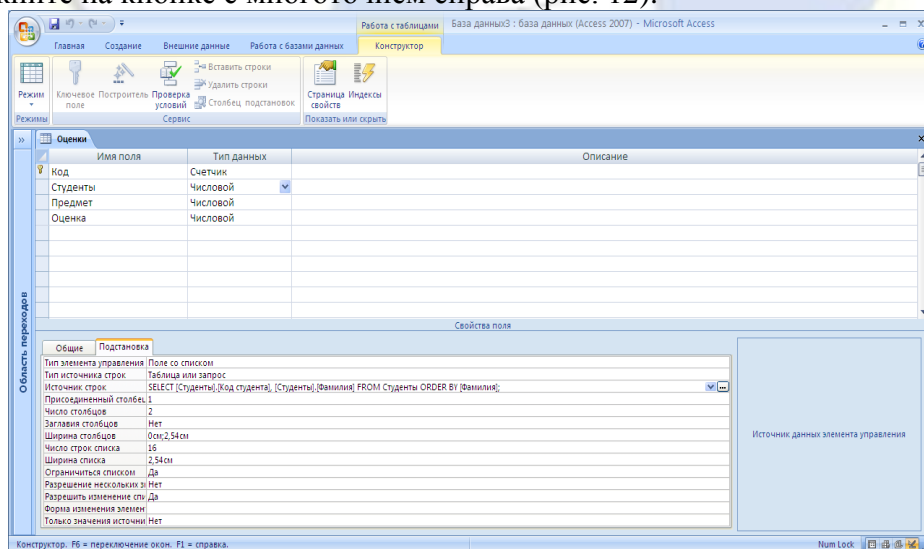 кните на кнопке с многоточием справа (рис. 12).
Работа с таблицами База данных3 : база данных (Access 2007) - Microsoft Access
Главная Создание Внешние данные Работа с базами данных Конструктор
Режим
Ключевое поле
Построитель
Проверка условий
Вставить строки
Удалить строки
Столбец подстановок
Страница свойств
Индексы
Режимы Сервис Показать или скрыть
Оценки
Имя поля Тип данных Описание
Код Счетчик
Студенты Числовой
Предмет Числовой
Оценка Числовой
Область переходов
Свойства поля
Общие Подстановка
Тип элемента управления Поле со списком
Тип источника строк Таблица или запрос
Источник строк SELECT [Студенты].[Код студента], [Студенты].[Фамилия] FROM Студенты ORDER BY [Фамилия];
Присоединенный столбец 1
Число столбцов 2
Заглавия столбцов Нет
Ширина столбцов 0см;2,54см
Число строк списка 16
Ширина списка 2,54см
Ограничиться списком Да
Разрешение нескольких зн Нет
Разрешить изменение спи Да
Форма изменения элемен
Только значения источни Нет
Источник данных элемента управления
Конструктор. F6 = переключение окон. F1 = справка. Num Lock